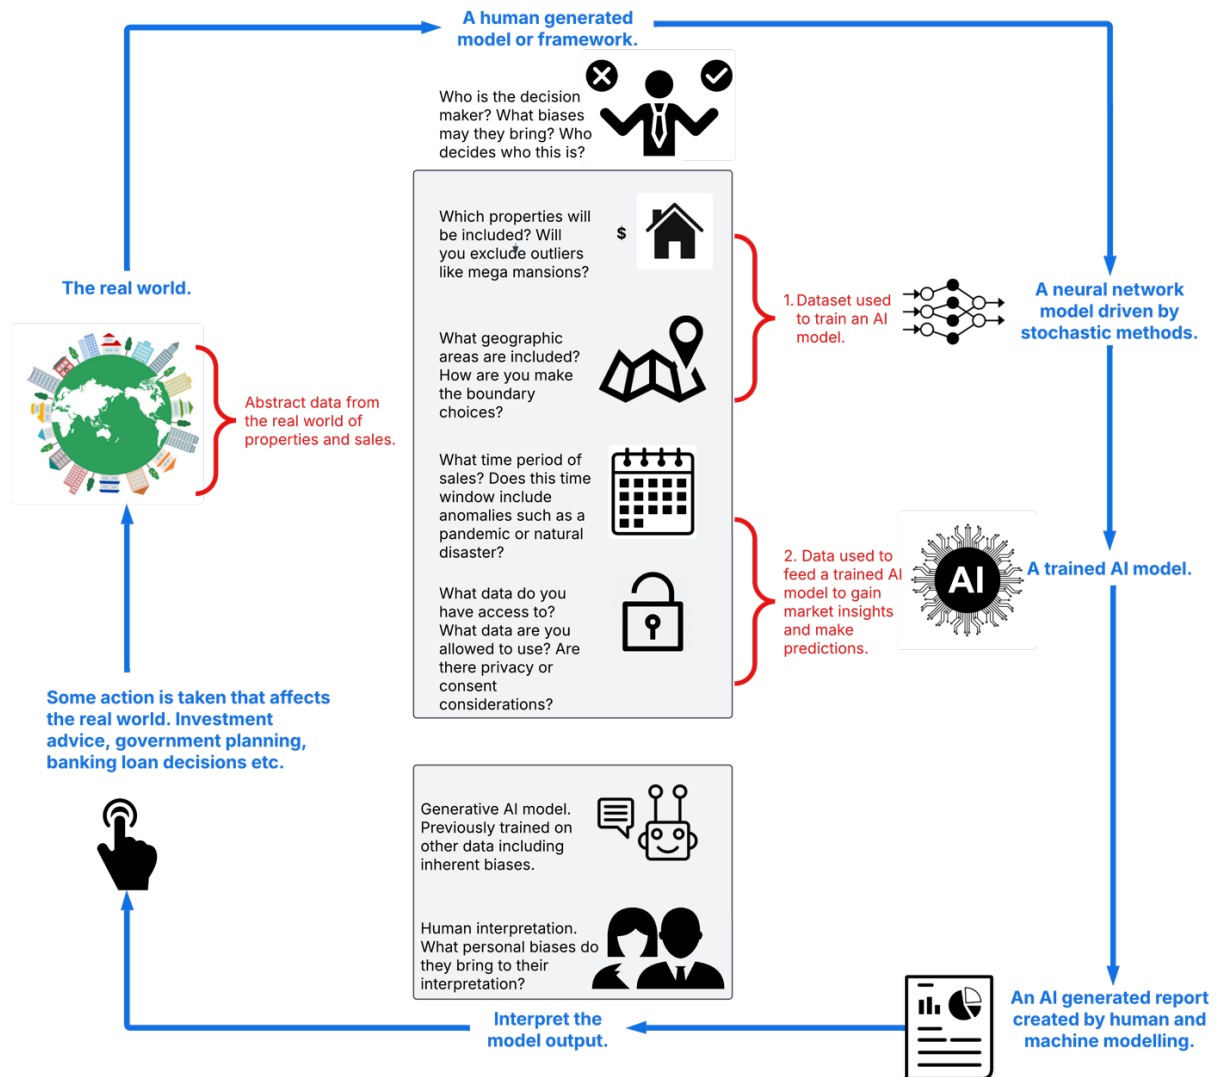 A human generated
model or framework.
Who is the decision
maker? What biases
may they bring? Who
decides who this is?
Which properties will
be included? Will
you exclude outliers
like mega mansions?
$
What geographic
areas are included?
How are you make
the boundary
choices?
What time period of
sales? Does this time
window include
anomalies such as a
pandemic or natural
disaster?
What data do you
have access to?
What data are you
allowed to use? Are
there privacy or
consent
considerations?
1. Dataset used
to train an AI
model.
A neural network
model driven by
stochastic methods.
2. Data used to
feed a trained AI
model to gain
market insights
and make
predictions.
AI
A trained AI model.
The real world.
Abstract data from
the real world of
properties and sales.
Some action is taken that affects
the real world. Investment
advice, government planning,
banking loan decisions etc.
Generative AI model.
Previously trained on
other data including
inherent biases.
Human interpretation.
What personal biases do
they bring to their
interpretation?
Interpret the
model output.
An AI generated report
created by human and
machine modelling.